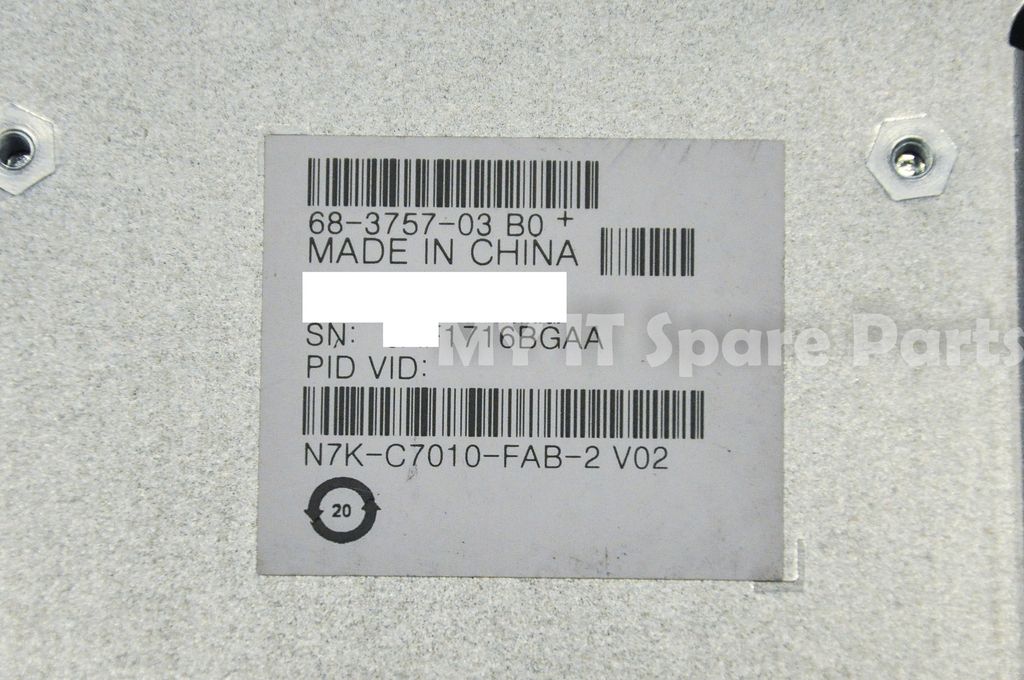 68-3757-03 B0 +
MADE IN CHINA
SN:
PID VID:
N7K-C7010-FAB-2 V02
20
MY IT Spare Parts